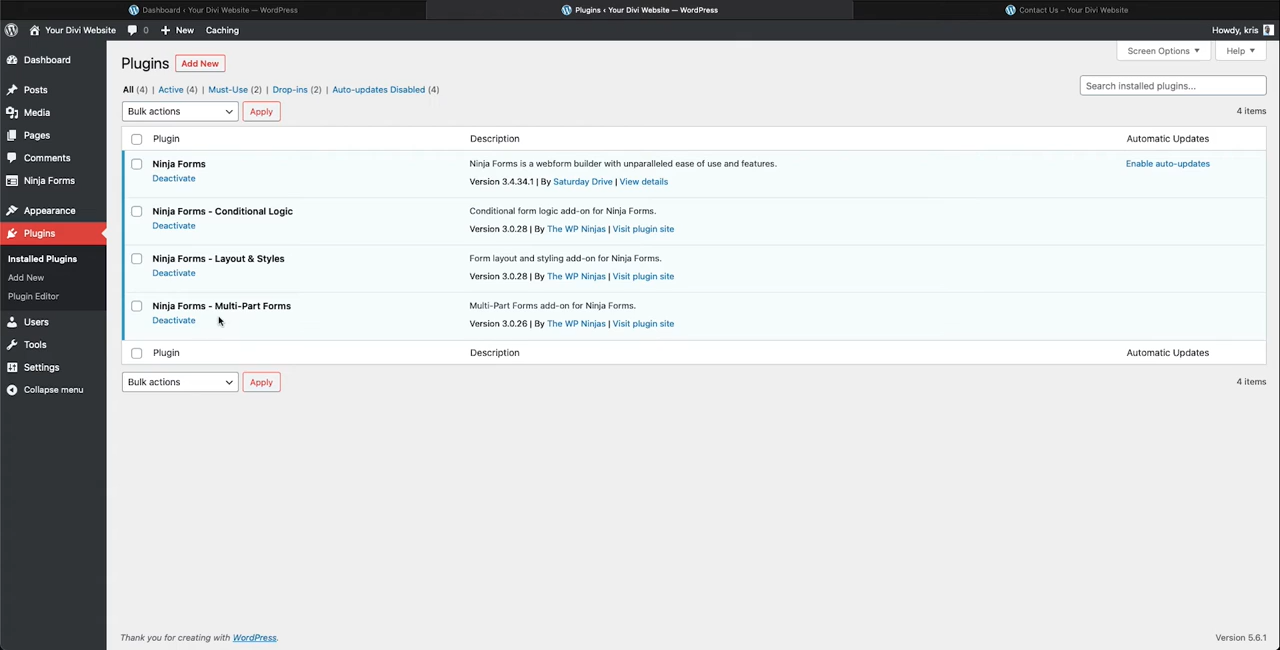 Dashboard ‹ Your Divi Website — WordPress
Plugins ‹ Your Divi Website — WordPress
Contact Us – Your Divi Website
Your Divi Website 0 New Caching
Howdy, kris
Dashboard
Posts
Media
Pages
Comments
Ninja Forms
Appearance
Plugins
Installed Plugins
Add New
Plugin Editor
Users
Tools
Settings
Collapse menu
Screen Options
Help
Plugins Add New
All (4) | Active (4) | Must-Use (2) | Drop-ins (2) | Auto-updates Disabled (4)
Search installed plugins...
Bulk actions Apply
4 items
Plugin Description Automatic Updates
Ninja Forms
Deactivate
Ninja Forms is a webform builder with unparalleled ease of use and features.
Version 3.4.34.1 | By Saturday Drive | View details
Enable auto-updates
Ninja Forms - Conditional Logic
Deactivate
Conditional form logic add-on for Ninja Forms.
Version 3.0.28 | By The WP Ninjas | Visit plugin site
Ninja Forms - Layout & Styles
Deactivate
Form layout and styling add-on for Ninja Forms.
Version 3.0.28 | By The WP Ninjas | Visit plugin site
Ninja Forms - Multi-Part Forms
Deactivate
Multi-Part Forms add-on for Ninja Forms.
Version 3.0.26 | By The WP Ninjas | Visit plugin site
Plugin Description Automatic Updates
Bulk actions Apply
4 items
Thank you for creating with WordPress.
Version 5.6.1